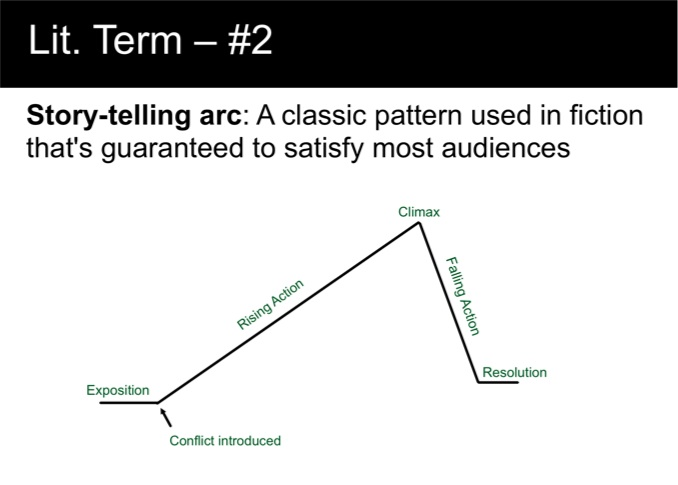 Lit. Term – #2
Story-telling arc: A classic pattern used in fiction
that's guaranteed to satisfy most audiences
Climax
Rising Action
Falling Action
Exposition
Resolution
Conflict introduced